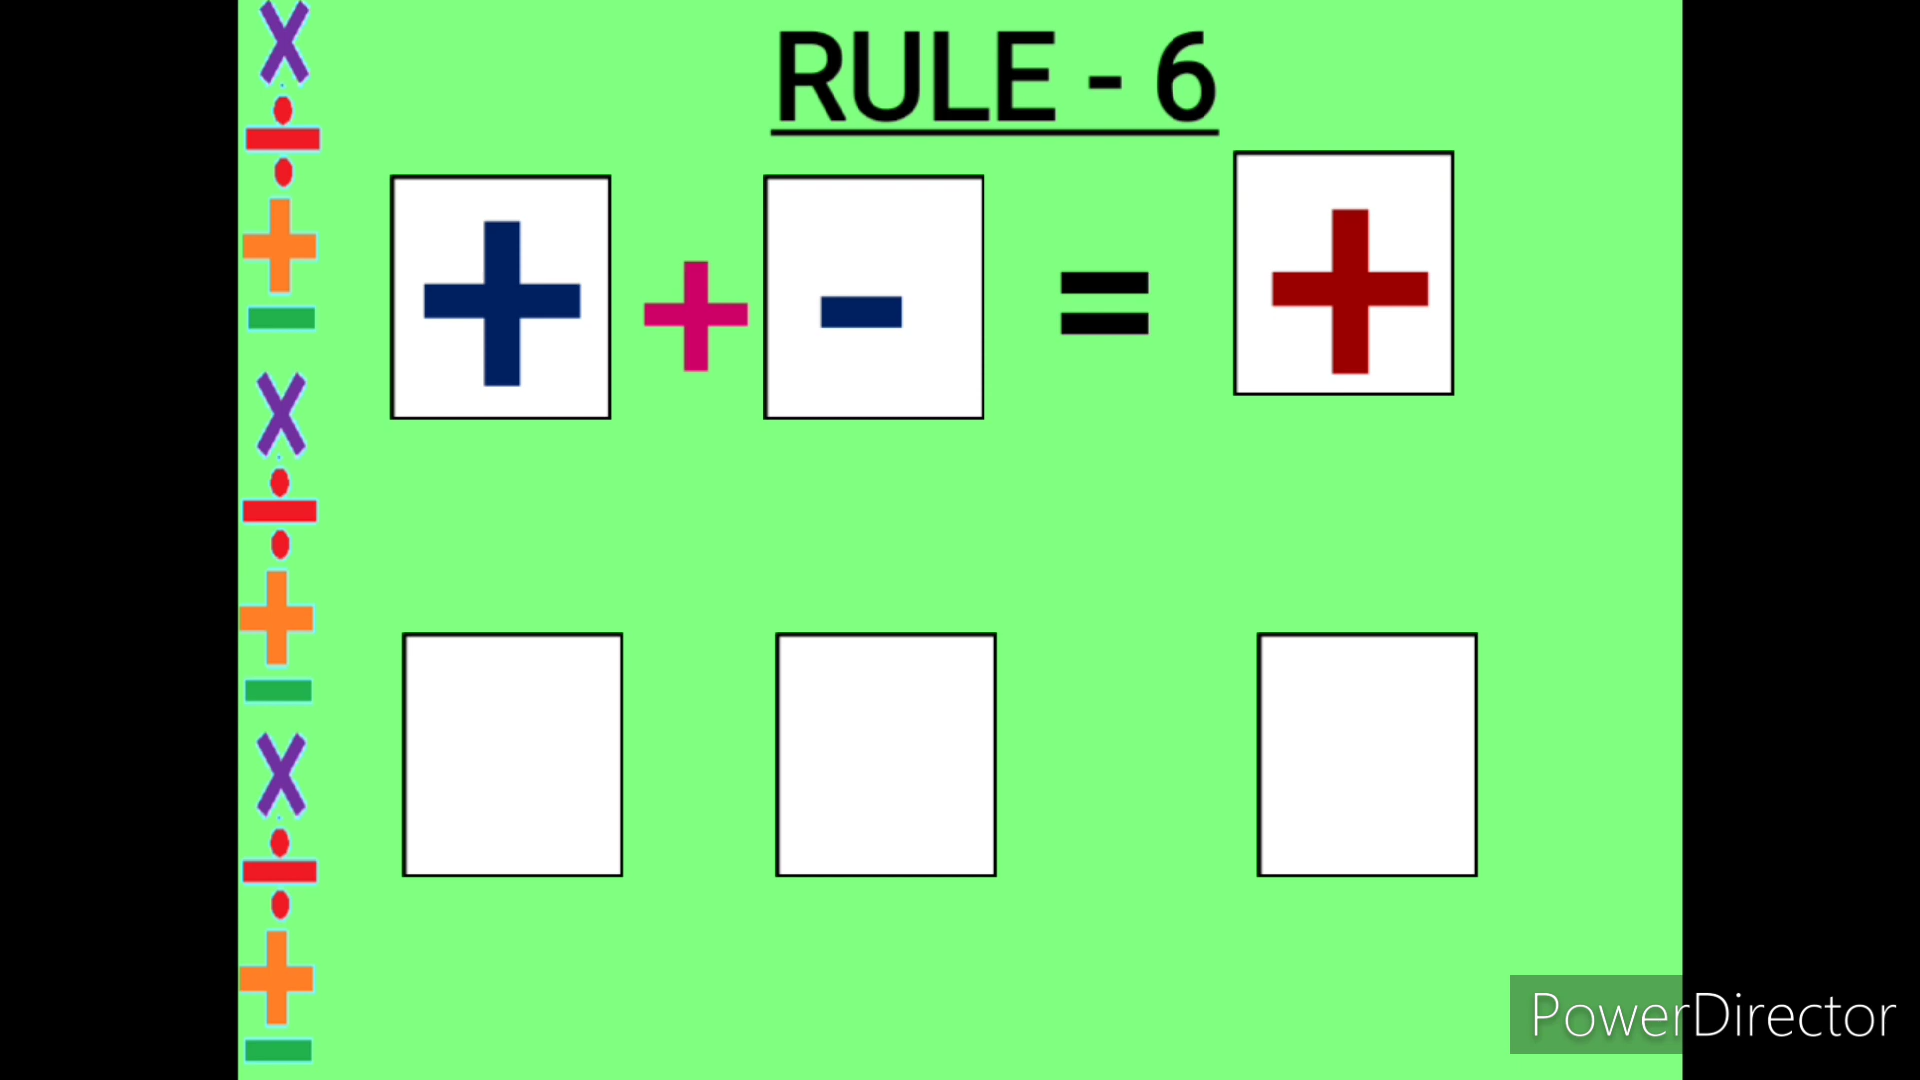 RULE - 6
+ + - = +
X
÷
+
-
X
÷
+
-
X
÷
+
-
PowerDirector